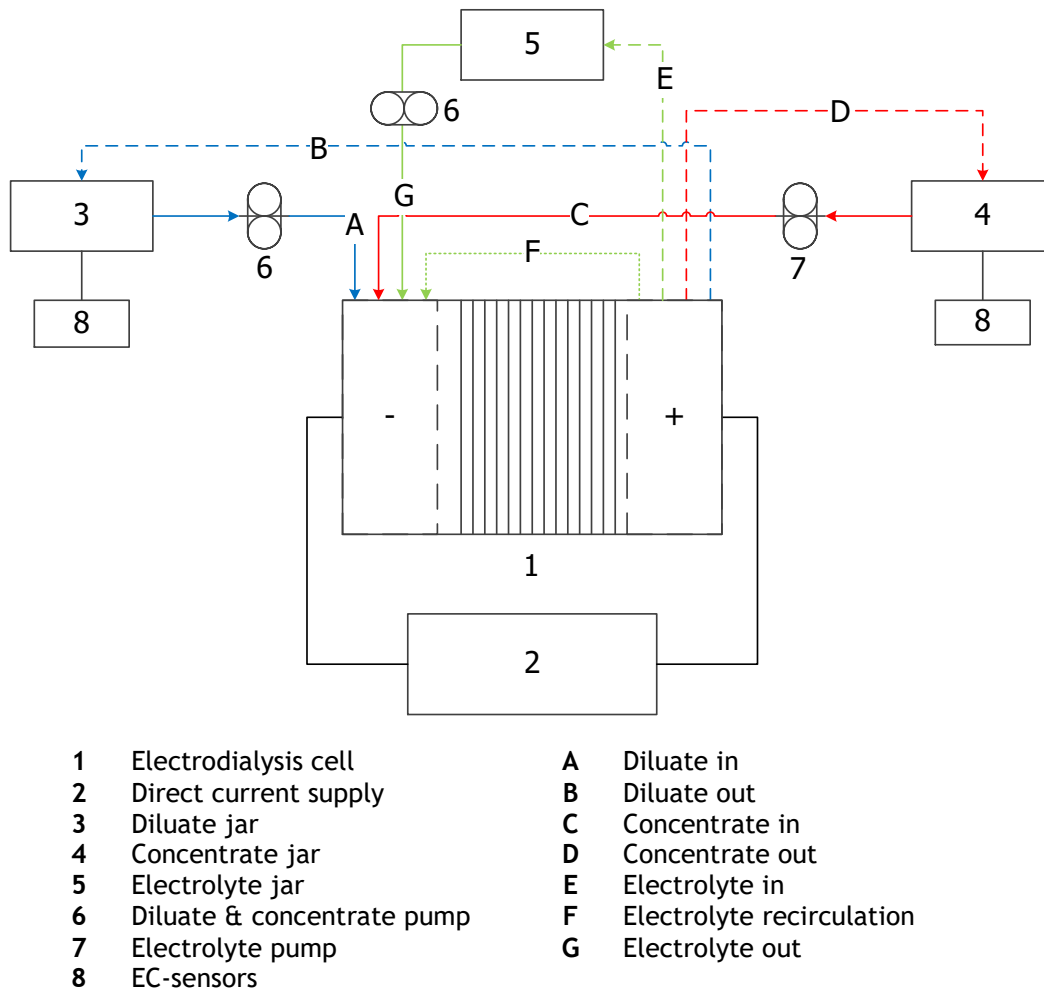 5
E
6
D
B
3
G
A
C
4
6
F
7
8
8
-
+
1
2
1 Electrodialysis cell
2 Direct current supply
3 Diluate jar
4 Concentrate jar
5 Electrolyte jar
6 Diluate & concentrate pump
7 Electrolyte pump
8 EC-sensors
A Diluate in
B Diluate out
C Concentrate in
D Concentrate out
E Electrolyte in
F Electrolyte recirculation
G Electrolyte out